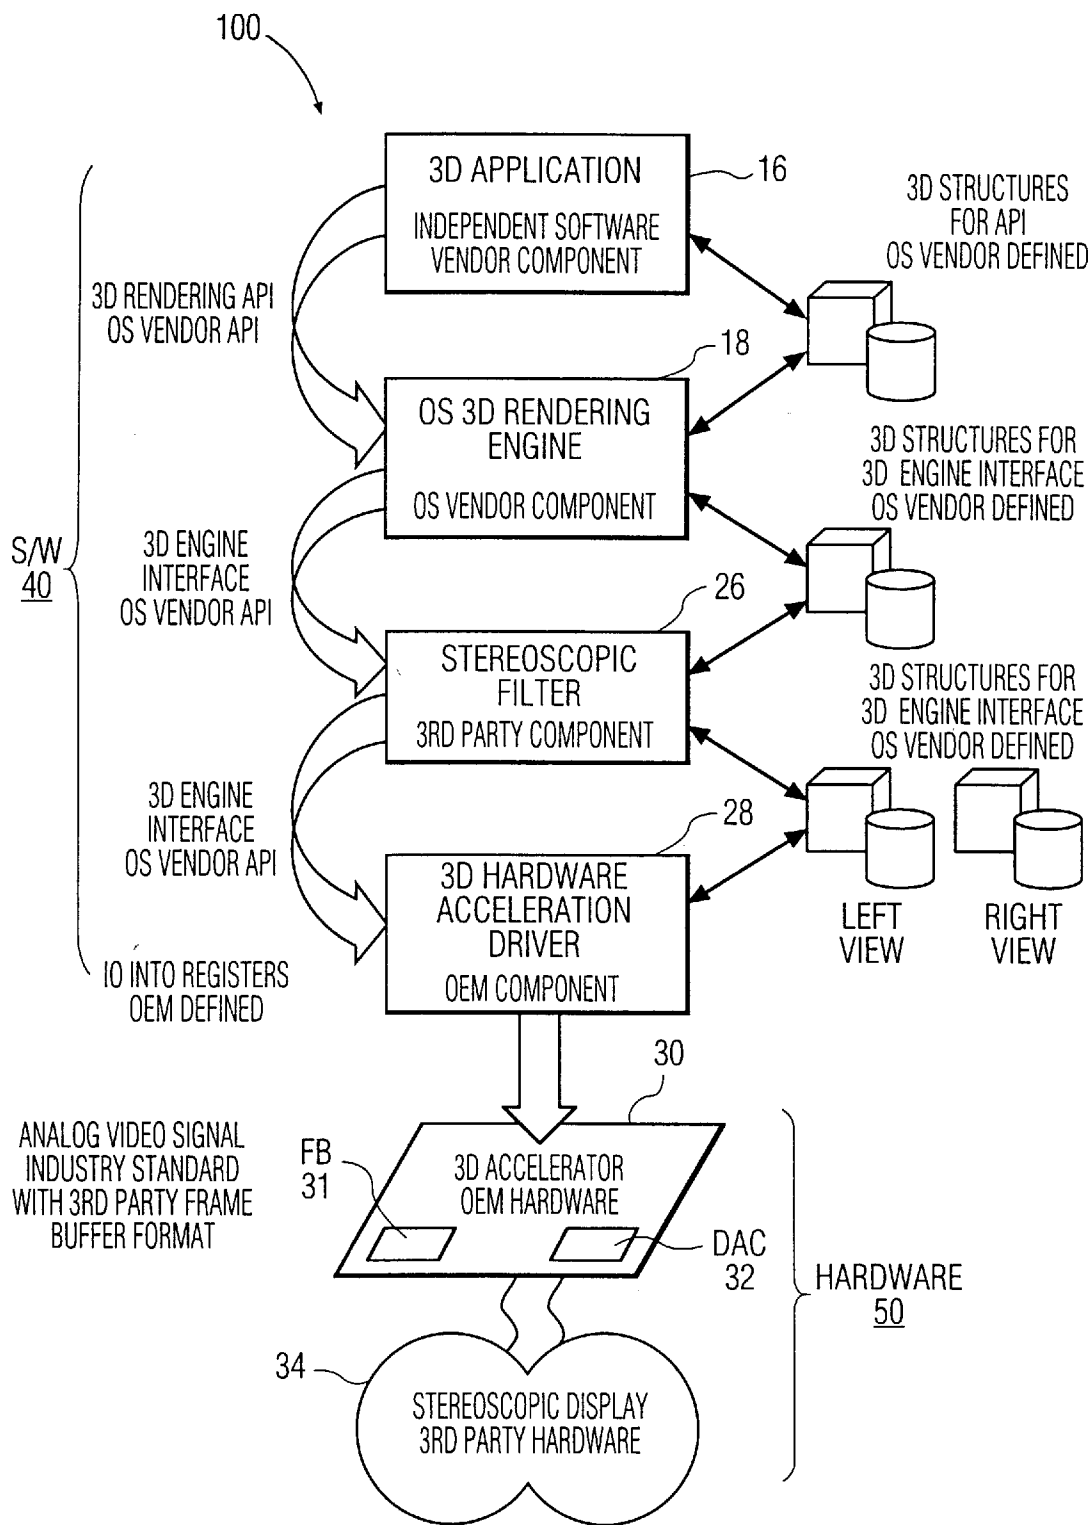 100
3D APPLICATION
INDEPENDENT SOFTWARE
VENDOR COMPONENT
16
3D STRUCTURES
FOR API
OS VENDOR DEFINED
3D RENDERING API
OS VENDOR API
18
OS 3D RENDERING
ENGINE
OS VENDOR COMPONENT
3D STRUCTURES FOR
3D ENGINE INTERFACE
OS VENDOR DEFINED
S/W
40
3D ENGINE
INTERFACE
OS VENDOR API
26
STEREOSCOPIC
FILTER
3RD PARTY COMPONENT
3D STRUCTURES FOR
3D ENGINE INTERFACE
OS VENDOR DEFINED
3D ENGINE
INTERFACE
OS VENDOR API
28
3D HARDWARE
ACCELERATION
DRIVER
OEM COMPONENT
LEFT
VIEW
RIGHT
VIEW
IO INTO REGISTERS
OEM DEFINED
30
ANALOG VIDEO SIGNAL
INDUSTRY STANDARD
WITH 3RD PARTY FRAME
BUFFER FORMAT
FB
31
3D ACCELERATOR
OEM HARDWARE
DAC
32
HARDWARE
50
34
STEREOSCOPIC DISPLAY
3RD PARTY HARDWARE